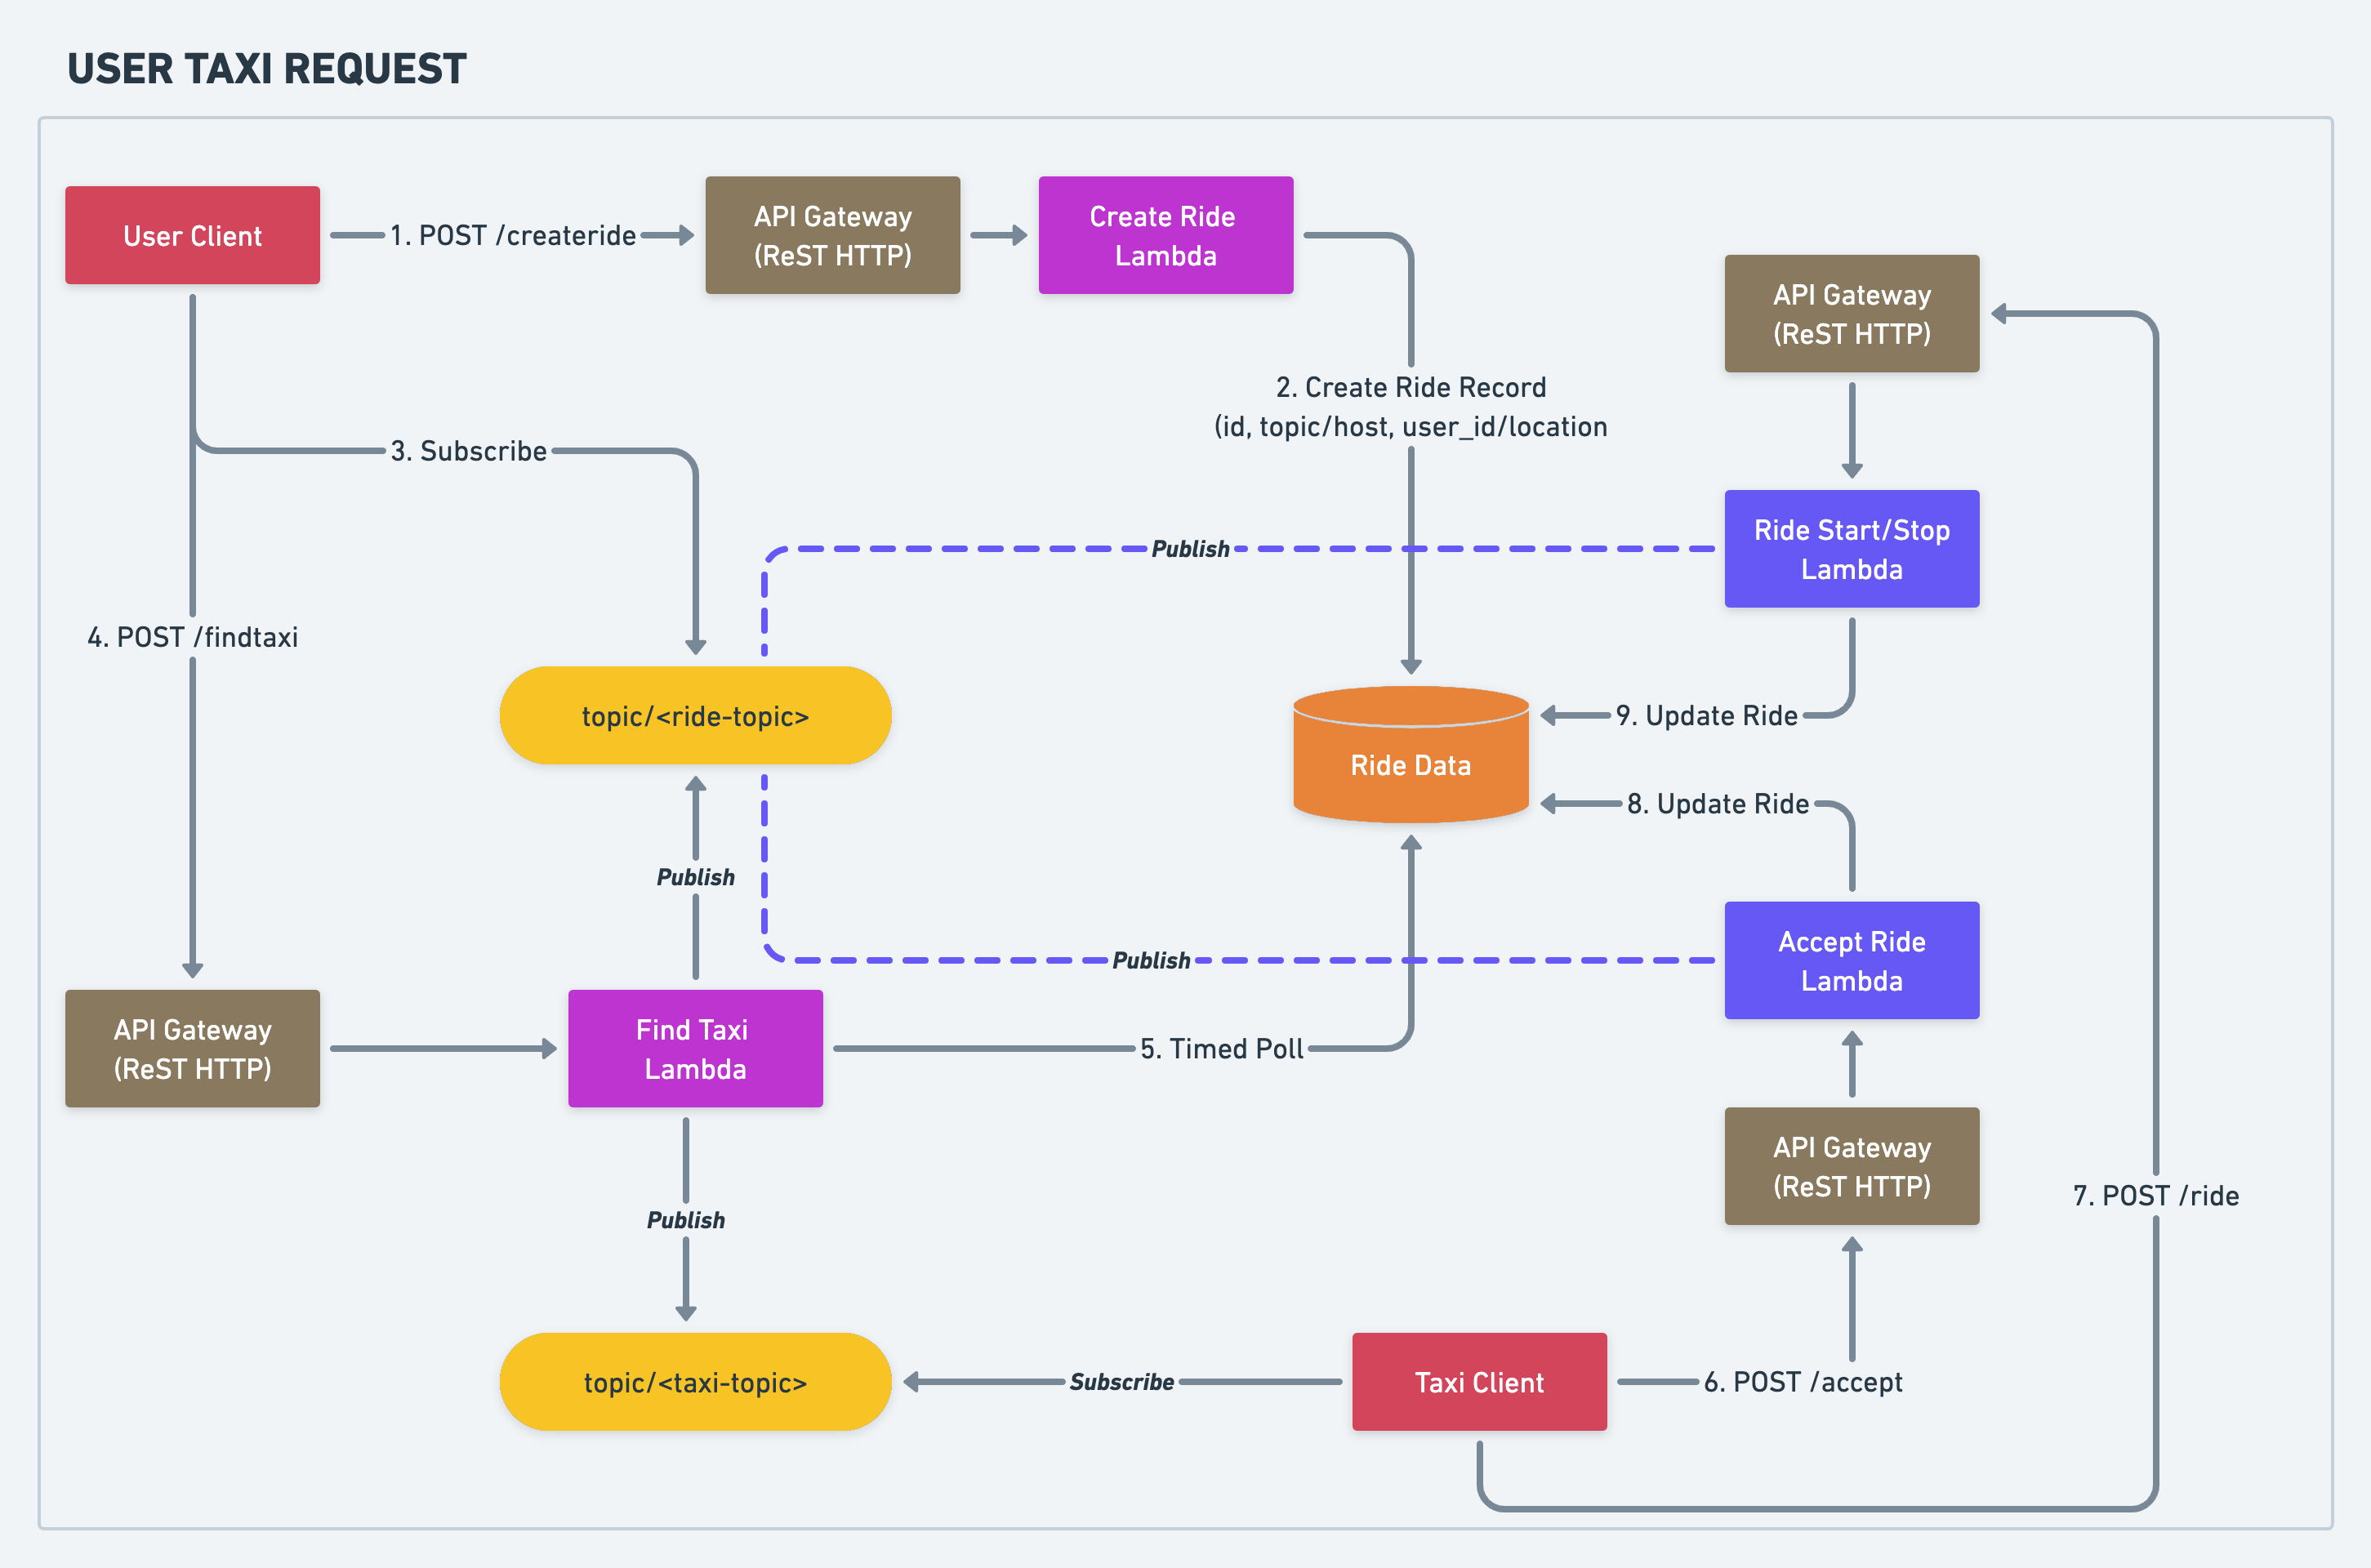 USER TAXI REQUEST
User Client
1. POST /createride
API Gateway
(ReST HTTP)
Create Ride
Lambda
API Gateway
(ReST HTTP)
2. Create Ride Record
(id, topic/host, user_id/location
3. Subscribe
Ride Start/Stop
Lambda
Publish
4. POST /findtaxi
topic/<ride-topic>
9. Update Ride
Ride Data
8. Update Ride
Publish
Accept Ride
Lambda
Publish
API Gateway
(ReST HTTP)
Find Taxi
Lambda
5. Timed Poll
API Gateway
(ReST HTTP)
7. POST /ride
Publish
topic/<taxi-topic>
Subscribe
Taxi Client
6. POST /accept